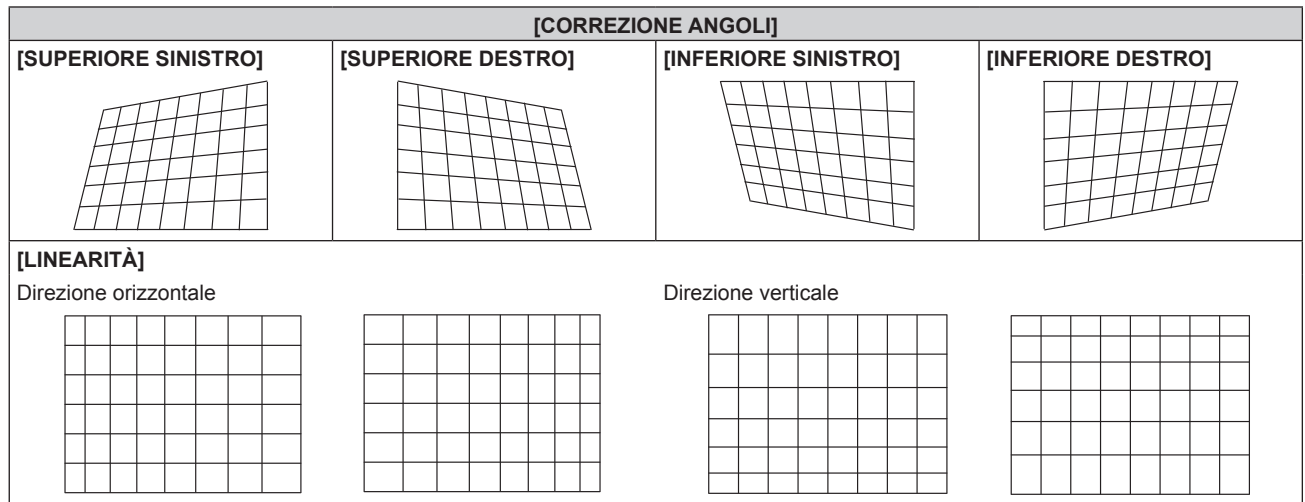 [CORREZIONE ANGOLI]
[SUPERIORE SINISTRO]
[SUPERIORE DESTRO]
[INFERIORE SINISTRO]
[INFERIORE DESTRO]
[LINEARITÀ]
Direzione orizzontale
Direzione verticale